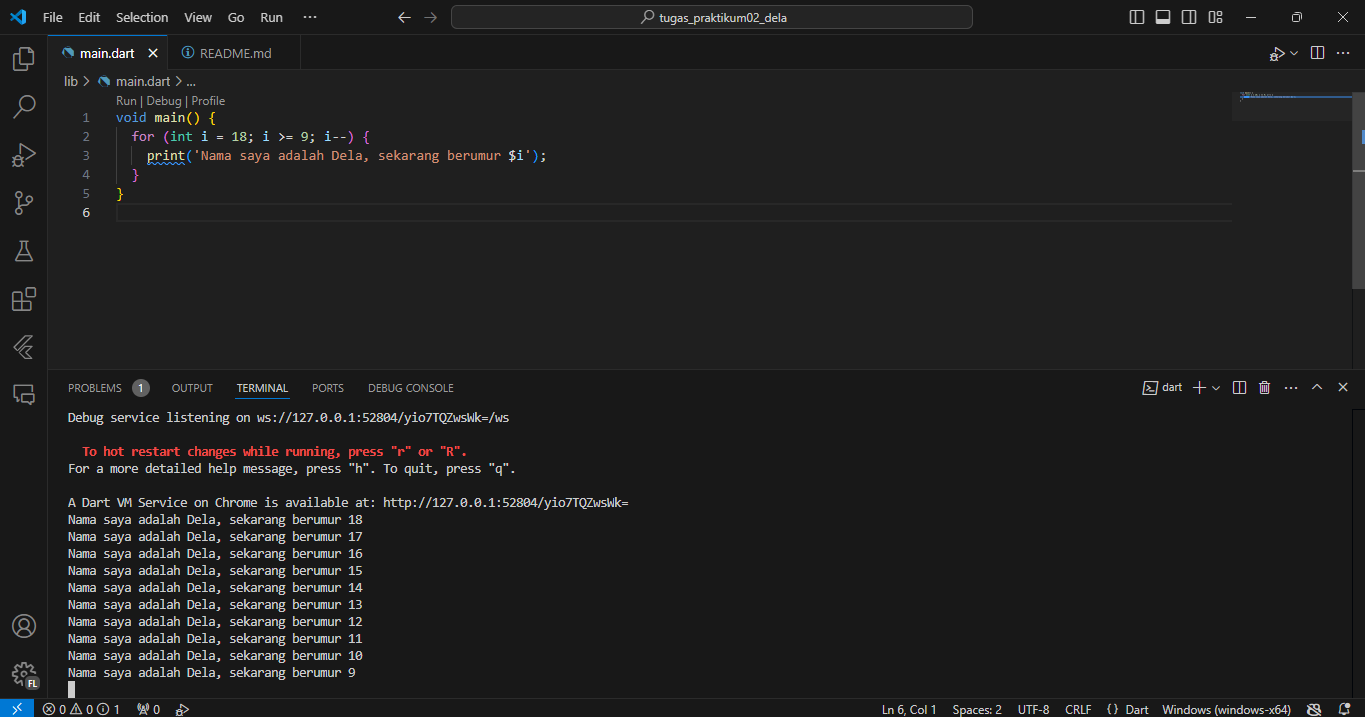 File Edit Selection View Go Run ···
tugas_praktikum02_dela
main.dart
README.md
lib > main.dart > ...
Run | Debug | Profile
1 void main() {
2 for (int i = 18; i >= 9; i--) {
3 print('Nama saya adalah Dela, sekarang berumur $i');
4 }
5 }
6
PROBLEMS 1 OUTPUT TERMINAL PORTS DEBUG CONSOLE
dart
Debug service listening on ws://127.0.0.1:52804/yio7TQZwsWk=/ws
To hot restart changes while running, press "r" or "R".
For a more detailed help message, press "h". To quit, press "q".
A Dart VM Service on Chrome is available at: http://127.0.0.1:52804/yio7TQZwsWk=
Nama saya adalah Dela, sekarang berumur 18
Nama saya adalah Dela, sekarang berumur 17
Nama saya adalah Dela, sekarang berumur 16
Nama saya adalah Dela, sekarang berumur 15
Nama saya adalah Dela, sekarang berumur 14
Nama saya adalah Dela, sekarang berumur 13
Nama saya adalah Dela, sekarang berumur 12
Nama saya adalah Dela, sekarang berumur 11
Nama saya adalah Dela, sekarang berumur 10
Nama saya adalah Dela, sekarang berumur 9
FL
0 0 1 0
Ln 6, Col 1 Spaces: 2 UTF-8 CRLF {} Dart Windows (windows-x64)